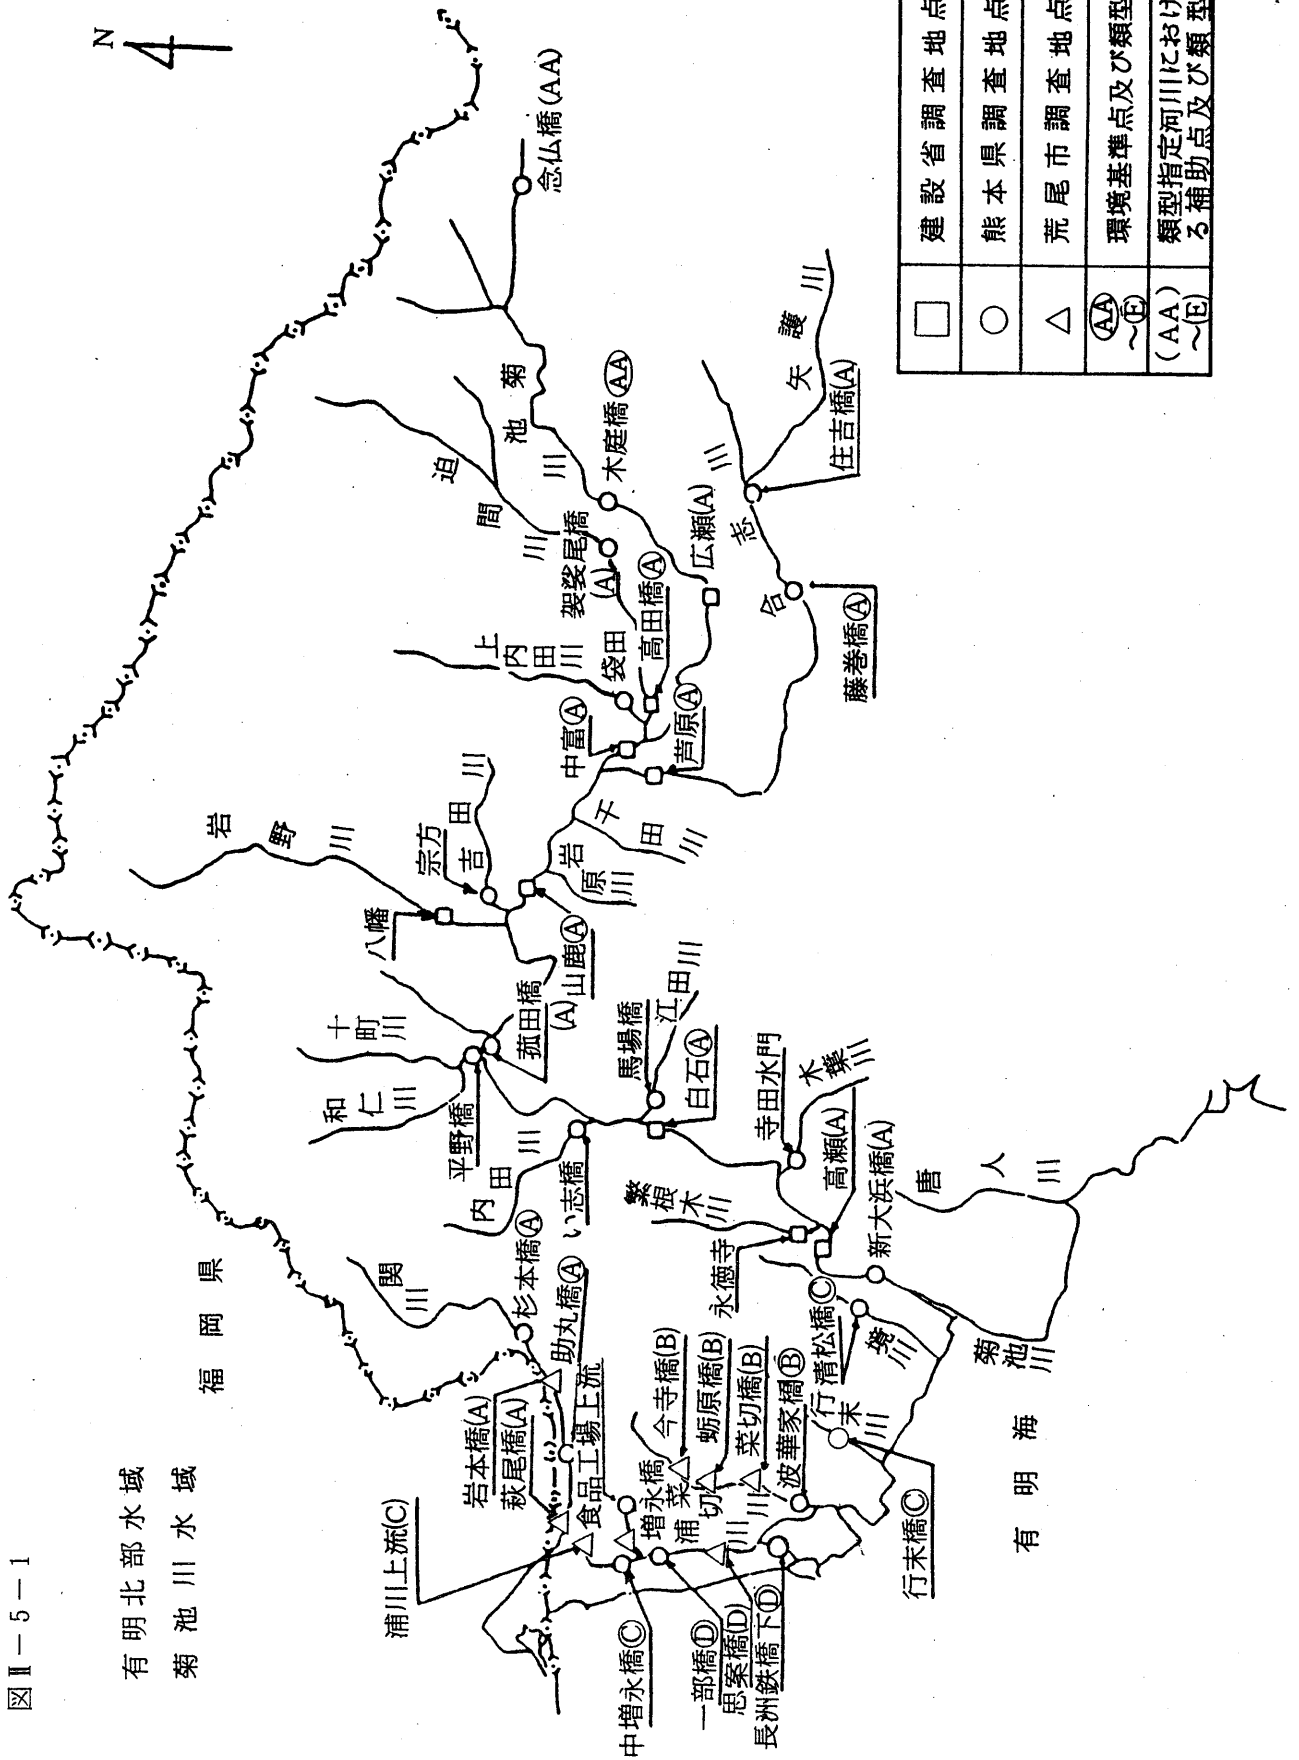 図Ⅱ－5－1
有明北部水域
菊池川水域
福岡県
N
念仏橋(AA)
菊池川
木庭橋ⒶⒶ
迫間川
袈裟尾橋(A)
広瀬(A)
矢護川
住吉橋(A)
合志川
藤巻橋Ⓐ
上内田川
袋田
高田橋Ⓐ
中富Ⓐ
芦原Ⓐ
千田川
岩原川
吉田川
宗方
岩野川
八幡
山鹿Ⓐ
十町川
和仁川
菰田橋(A)
平野橋
江田川
馬場橋
白石Ⓐ
内田川
い志橋
寺田水門
木葉川
高瀬(A)
繁根木川
永徳寺
新大浜橋(A)
唐人川
菊池川
関川
杉本橋Ⓐ
助丸橋Ⓐ
岩本橋(A)
萩尾橋(A)
食品工場上流
浦川上流(C)
増永橋
今寺橋(B)
蛎原橋(B)
菜切橋(B)
波華家橋Ⓑ
菜切川
浦川
清松橋Ⓒ
境川
行末川
行末橋Ⓒ
中増永橋Ⓒ
一部橋Ⓓ
思案橋(D)
長洲鉄橋下Ⓓ
有明海
□ 建設省調査地点
○ 熊本県調査地点
△ 荒尾市調査地点
ⒶⒶ～Ⓔ 環境基準点及び類型
(AA)～(E) 類型指定河川におけ
る補助点及び類型